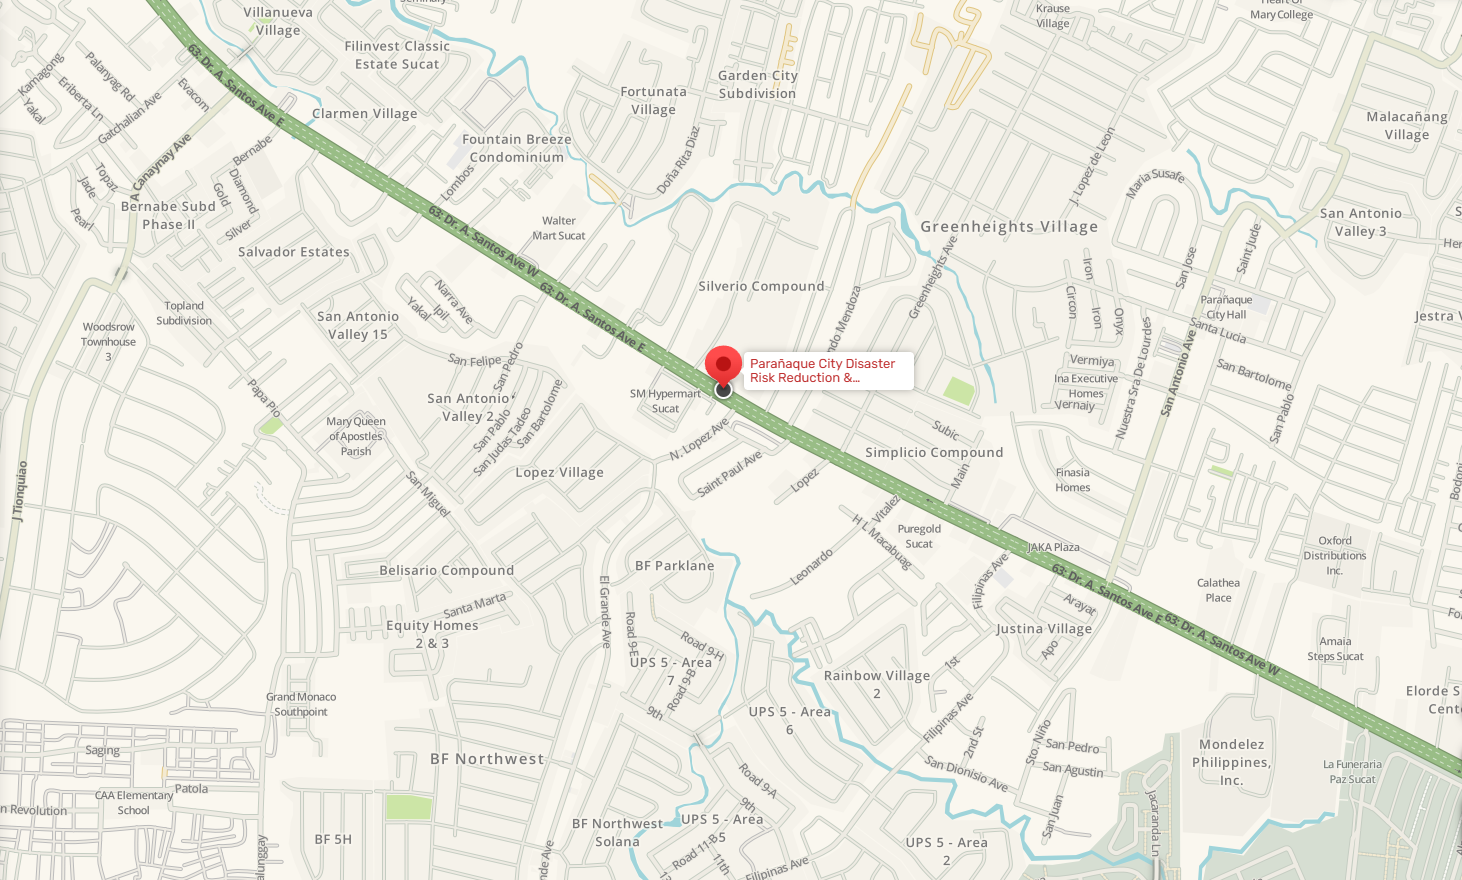 Seminary
Villanueva
Village
Filinvest Classic
Estate Sucat
Krause
Village
Heart Of
Mary College
Garden City
Subdivision
Fortunata
Village
Malacañang
Village
63: Dr. A. Santos Ave E
Kamagong
Yakal
Palanyag Rd
Eriberta Ln
Gatchalian Ave
Evacom
Clarmen Village
Fountain Breeze
Condominium
Doña Rita Diaz
J. Lopez de Leon
Maria Susafe
A Canaynay Ave
Bernabe
Topaz
Jade
Pearl
Gold
Diamond
Silver
Lombos
Bernabe Subd
Phase II
Walter
Mart Sucat
63: Dr. A. Santos Ave W
Greenheights Village
San Antonio
Valley 3
Salvador Estates
Saint Jude
San Jose
Greenheights Ave
Iron
Circon
Iron
Onyx
Silverio Compound
63: Dr. A. Santos Ave E
Narra Ave
Ipil
Yakal
Topland
Subdivision
San Antonio
Valley 15
Woodsrow
Townhouse
3
Parañaque
City Hall
Santa Lucia
Jestra V
ndo Mendoza
San Felipe
San Pedro
Parañaque City Disaster
Risk Reduction &...
Vermiya
Ina Executive
Homes
Vernaiy
Nuestra Sra De Lourdes
San Antonio Ave
San Bartolome
San Pablo
SM Hypermart
Sucat
Papa Pio
San Antonio
Valley 2
San Pablo
San Judas Tadeo
San Bartolome
Mary Queen
of Apostles
Parish
N. Lopez Ave
Saint Paul Ave
Subic
Simplicio Compound
Main
Lopez
Lopez Village
Finasia
Homes
J Tionquiao
San Miguel
Vitalez
H L Macabuag
Puregold
Sucat
JAKA Plaza
Oxford
Distributions
Inc.
Leonardo
BF Parklane
Belisario Compound
Filipinas Ave
63: Dr. A. Santos Ave E
63: Dr. A. Santos Ave W
Calathea
Place
Arayat
Santa Marta
El Grande Ave
Road 9-E
Road 9-H
Equity Homes
2 & 3
Justina Village
Apo
Amaia
Steps Sucat
UPS 5 - Area
7
Road 9-B
1st
Rainbow Village
2
Grand Monaco
Southpoint
9th
UPS 5 - Area
6
Filipinas Ave
2nd St
Sto. Niño
Elorde S
Cente
Saging
BF Northwest
San Pedro
San Agustin
San Dionisio Ave
Mondelez
Philippines,
Inc.
La Funeraria
Paz Sucat
Road 9-A
9th
Patola
CAA Elementary
School
n Revolution
San Juan
Jacaranda Ln
BF 5H
BF Northwest
Solana
UPS 5 - Area
5
Road 11-B
11th
Filipinas Ave
UPS 5 - Area
2
nde Ave